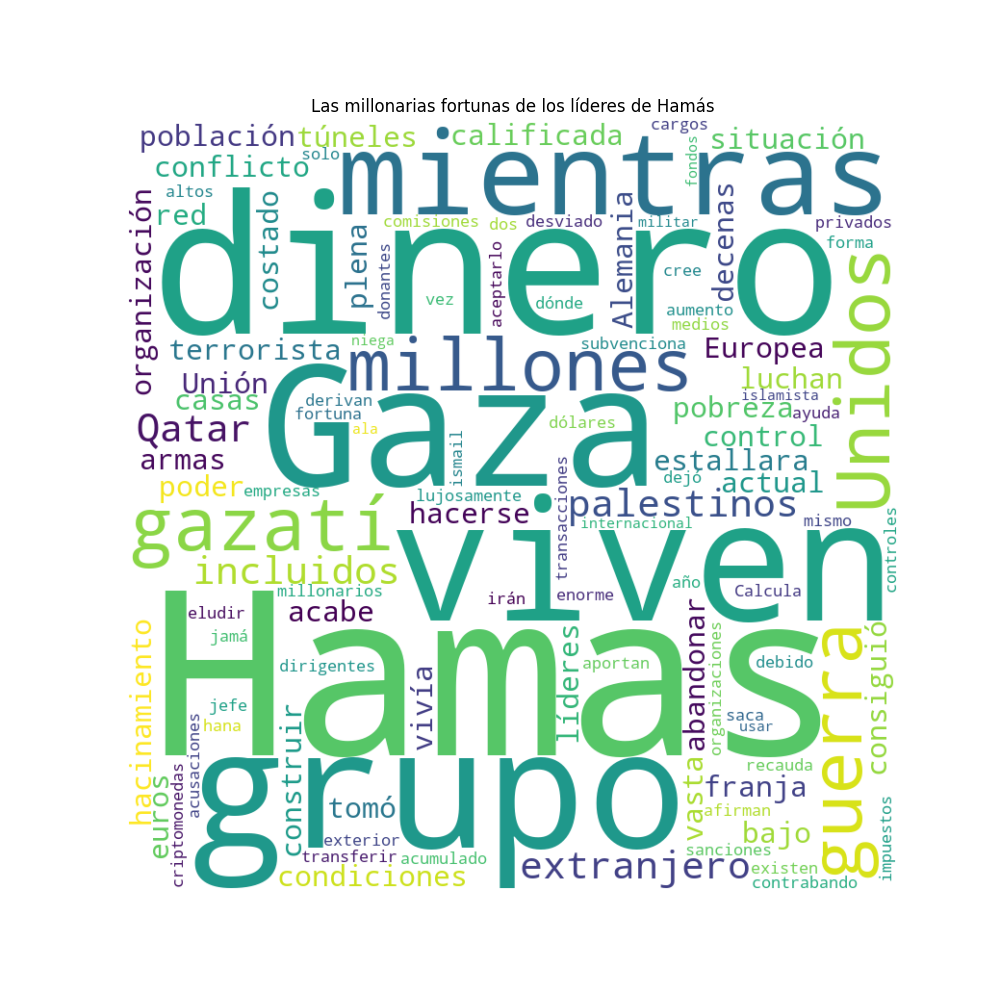 Las millonarias fortunas de los líderes de Hamás
cargos
población
túneles
calificada
situación
mientras
solo
conflicto
fondos
altos
red
costado
organización
dinero
comisiones
dos
desviado
Alemania
militar
decenas
privados
forma
plena
donantes
aceptarlo
cree
vez
dónde
aumento
medios
Unidos
niega
terrorista
millones
subvenciona
Europea
Unión
casas
derivan
fortuna
Gaza
luchan
islamista
pobreza
ayuda
Qatar
ala
dólares
control
armas
ismail
estallara
dejó
actual
poder
empresas
lujosamente
transacciones
palestinos
gazatí
hacerse
internacional
mismo
controles
viven
incluidos
millonarios
año
Calcula
enorme
irán
eludir
acabe
Hamas
abandonar
hacinamiento
jamá
dirigentes
vivía
líderes
aportan
organizaciones
debido
guerra
consiguió
jefe
hana
saca
usar
acusaciones
construir
grupo
recauda
vasta
franja
euros
criptomonedas
tomó
afirman
bajo
impuestos
exterior
transferir
acumulado
extranjero
sanciones
existen
condiciones
contrabando